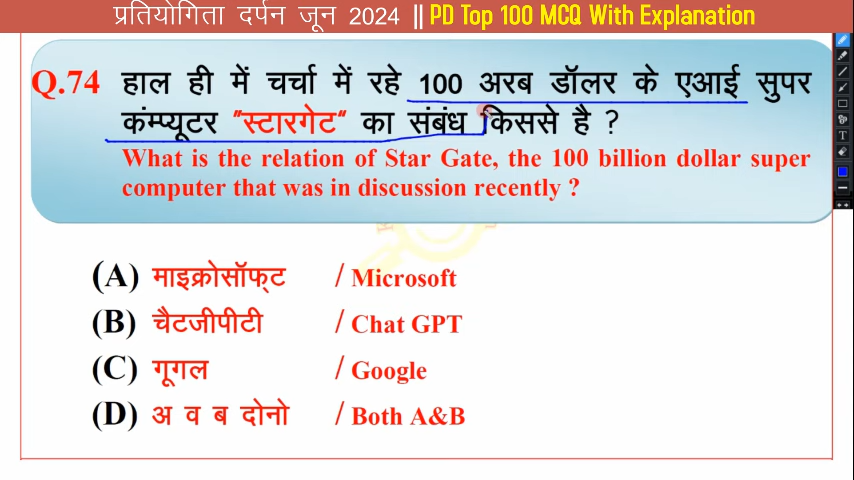 प्रतियोगिता दर्पन जून 2024 || PD Top 100 MCQ With Explanation
Q.74 हाल ही में चर्चा में रहे 100 अरब डॉलर के एआई सुपर
कंम्प्यूटर "स्टारगेट" का संबंध किससे है ?
What is the relation of Star Gate, the 100 billion dollar super
computer that was in discussion recently ?
(A) माइक्रोसॉफ्ट / Microsoft
(B) चैटजीपीटी / Chat GPT
(C) गूगल / Google
(D) अ व ब दोनो / Both A&B